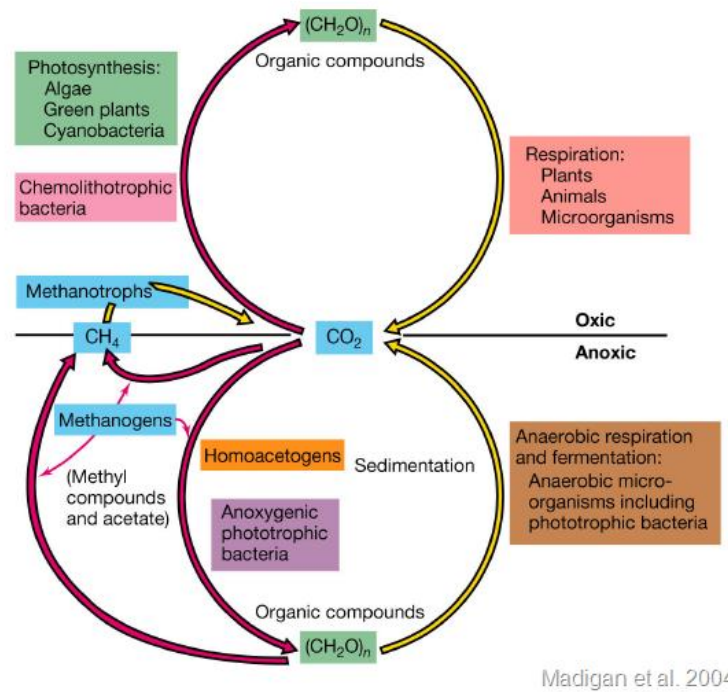 (CH₂O)ₙ
Organic compounds
Photosynthesis:
Algae
Green plants
Cyanobacteria
Chemolithotrophic
bacteria
Respiration:
Plants
Animals
Microorganisms
Methanotrophs
CH₄
CO₂
Oxic
Anoxic
Methanogens
(Methyl
compounds
and acetate)
Homoacetogens
Sedimentation
Anoxygenic
phototrophic
bacteria
Anaerobic respiration
and fermentation:
Anaerobic micro-
organisms including
phototrophic bacteria
Organic compounds
(CH₂O)ₙ
Madigan et al. 2004